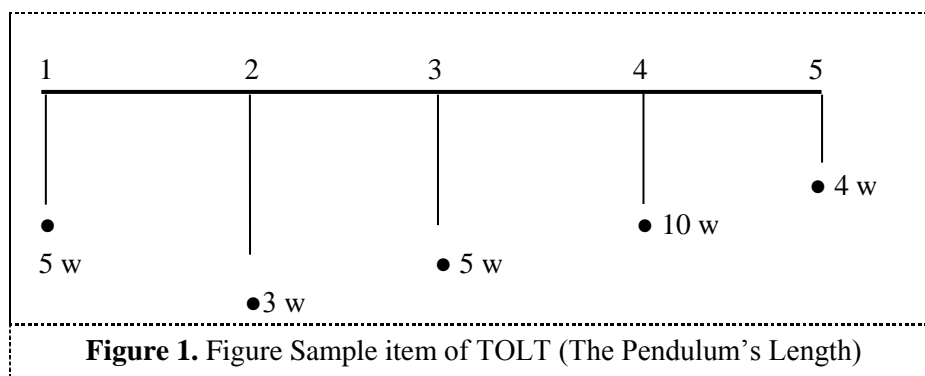 1 2 3 4 5
● 4 w
● ● 10 w
5 w ● 5 w
●3 w
Figure 1. Figure Sample item of TOLT (The Pendulum’s Length)